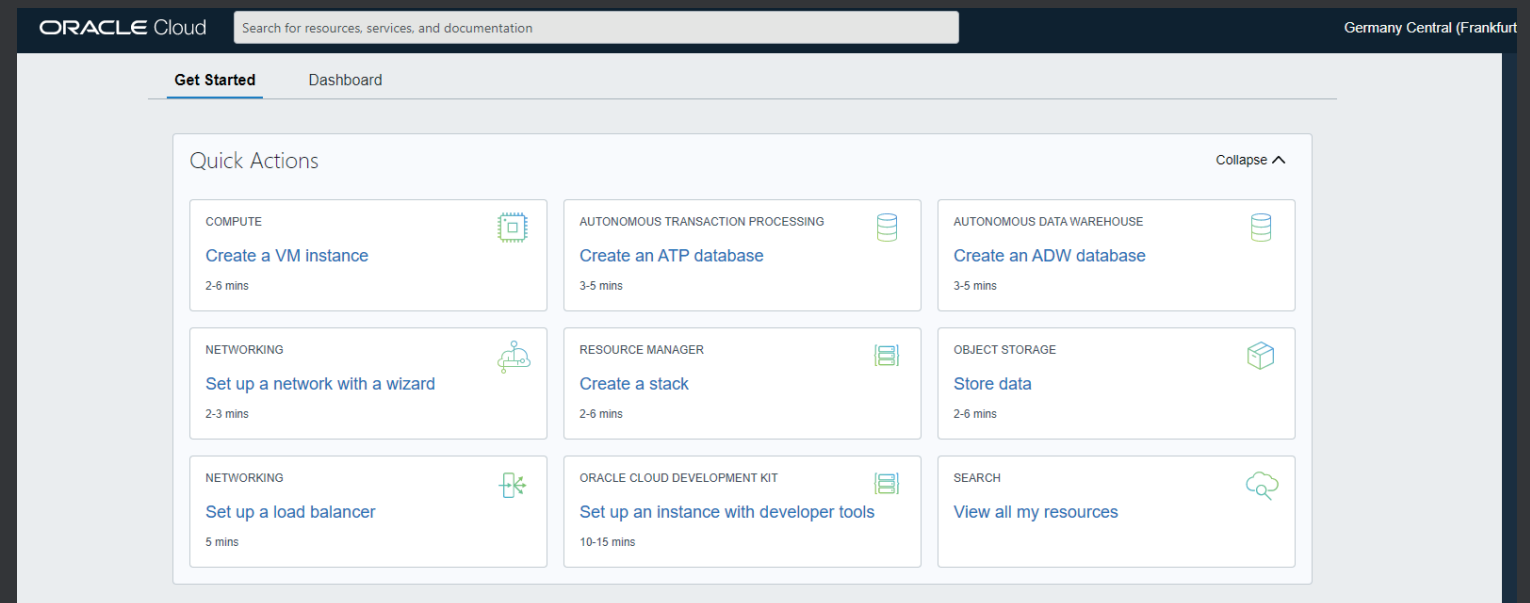 ORACLE Cloud
Search for resources, services, and documentation
Germany Central (Frankfurt
Get Started
Dashboard
Quick Actions
Collapse
COMPUTE
Create a VM instance
2-6 mins
AUTONOMOUS TRANSACTION PROCESSING
Create an ATP database
3-5 mins
AUTONOMOUS DATA WAREHOUSE
Create an ADW database
3-5 mins
NETWORKING
Set up a network with a wizard
2-3 mins
RESOURCE MANAGER
Create a stack
2-6 mins
OBJECT STORAGE
Store data
2-6 mins
NETWORKING
Set up a load balancer
5 mins
ORACLE CLOUD DEVELOPMENT KIT
Set up an instance with developer tools
10-15 mins
SEARCH
View all my resources